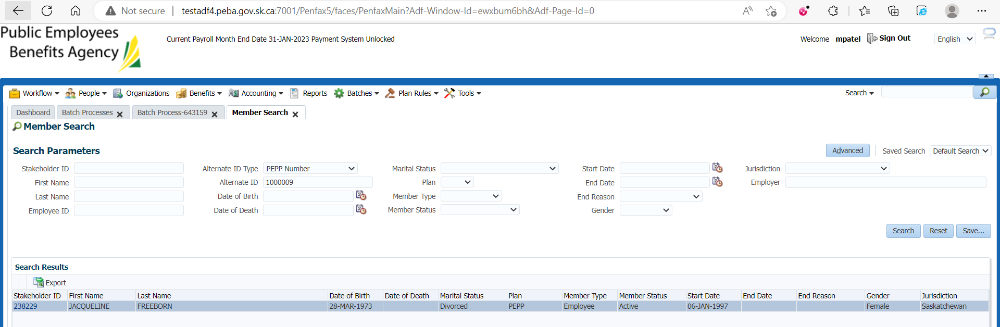 Not secure | testadf4.peba.gov.sk.ca:7001/Penfax5/faces/PenfaxMain?Adf-Window-Id=ewxbum6bh&Adf-Page-Id=0
Public Employees
Benefits Agency
Current Payroll Month End Date 31-JAN-2023 Payment System Unlocked
Welcome mpatel Sign Out English
Workflow People Organizations Benefits Accounting Reports Batches Plan Rules Tools Search
Dashboard Batch Processes Batch Process-643159 Member Search
Member Search
Search Parameters Advanced Saved Search Default Search
Stakeholder ID Alternate ID Type PEPP Number Marital Status Start Date Jurisdiction
First Name Alternate ID 1000009 Plan End Date Employer
Last Name Date of Birth Member Type End Reason
Employee ID Date of Death Member Status Gender
Search Reset Save...
Search Results
Export
Stakeholder ID First Name Last Name Date of Birth Date of Death Marital Status Plan Member Type Member Status Start Date End Date End Reason Gender Jurisdiction
238229 JACQUELINE FREEBORN 28-MAR-1973 Divorced PEPP Employee Active 06-JAN-1997 Female Saskatchewan